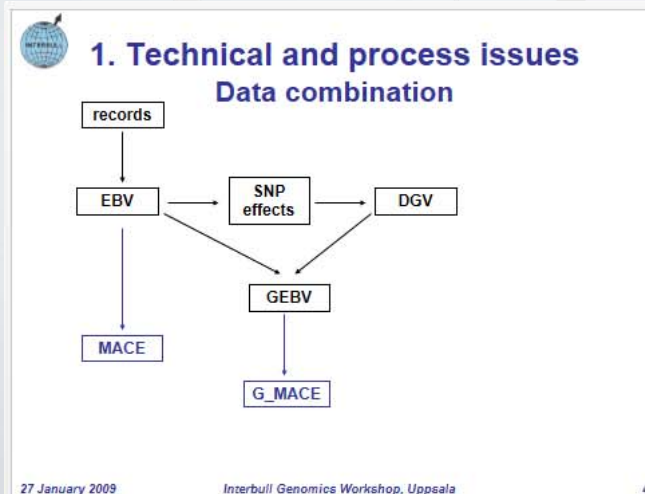 INTERBULL
1. Technical and process issues
Data combination
records
EBV
SNP
effects
DGV
GEBV
MACE
G_MACE
27 January 2009
Interbull Genomics Workshop, Uppsala